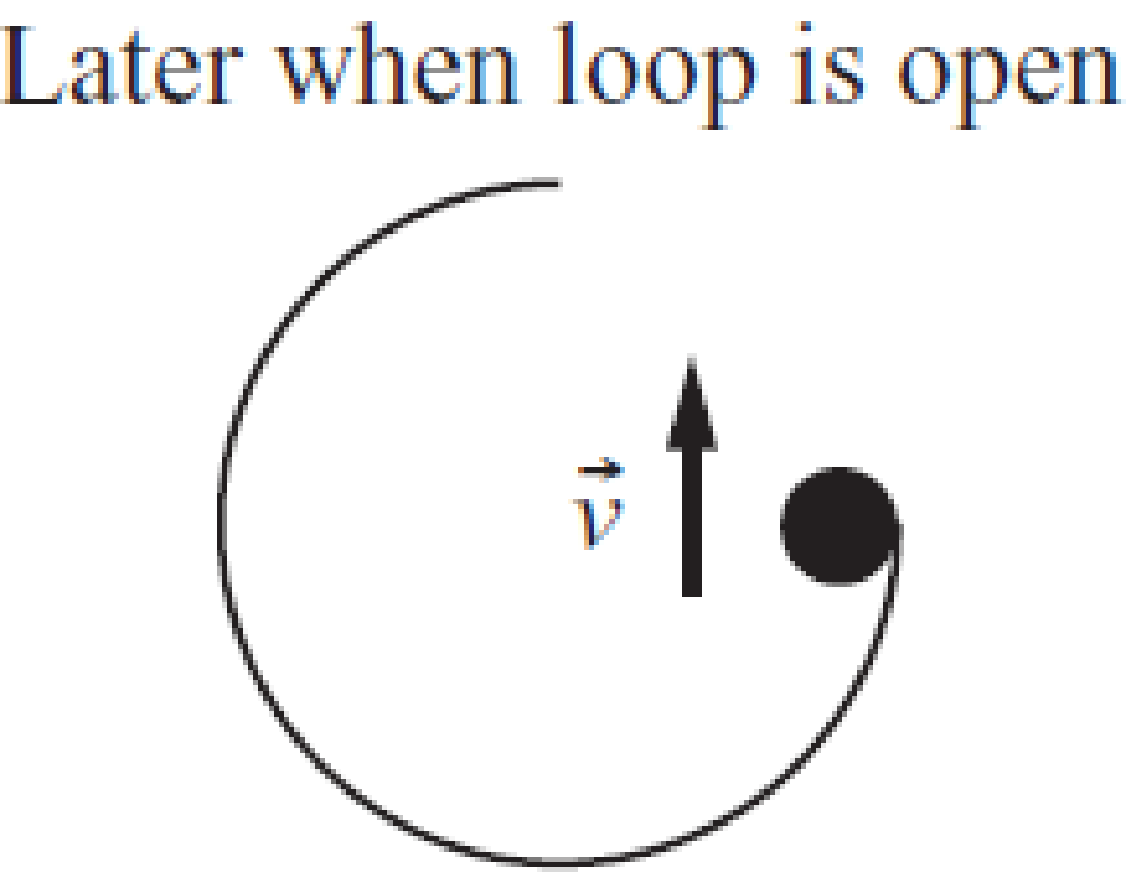 Later when loop is open
v⃗